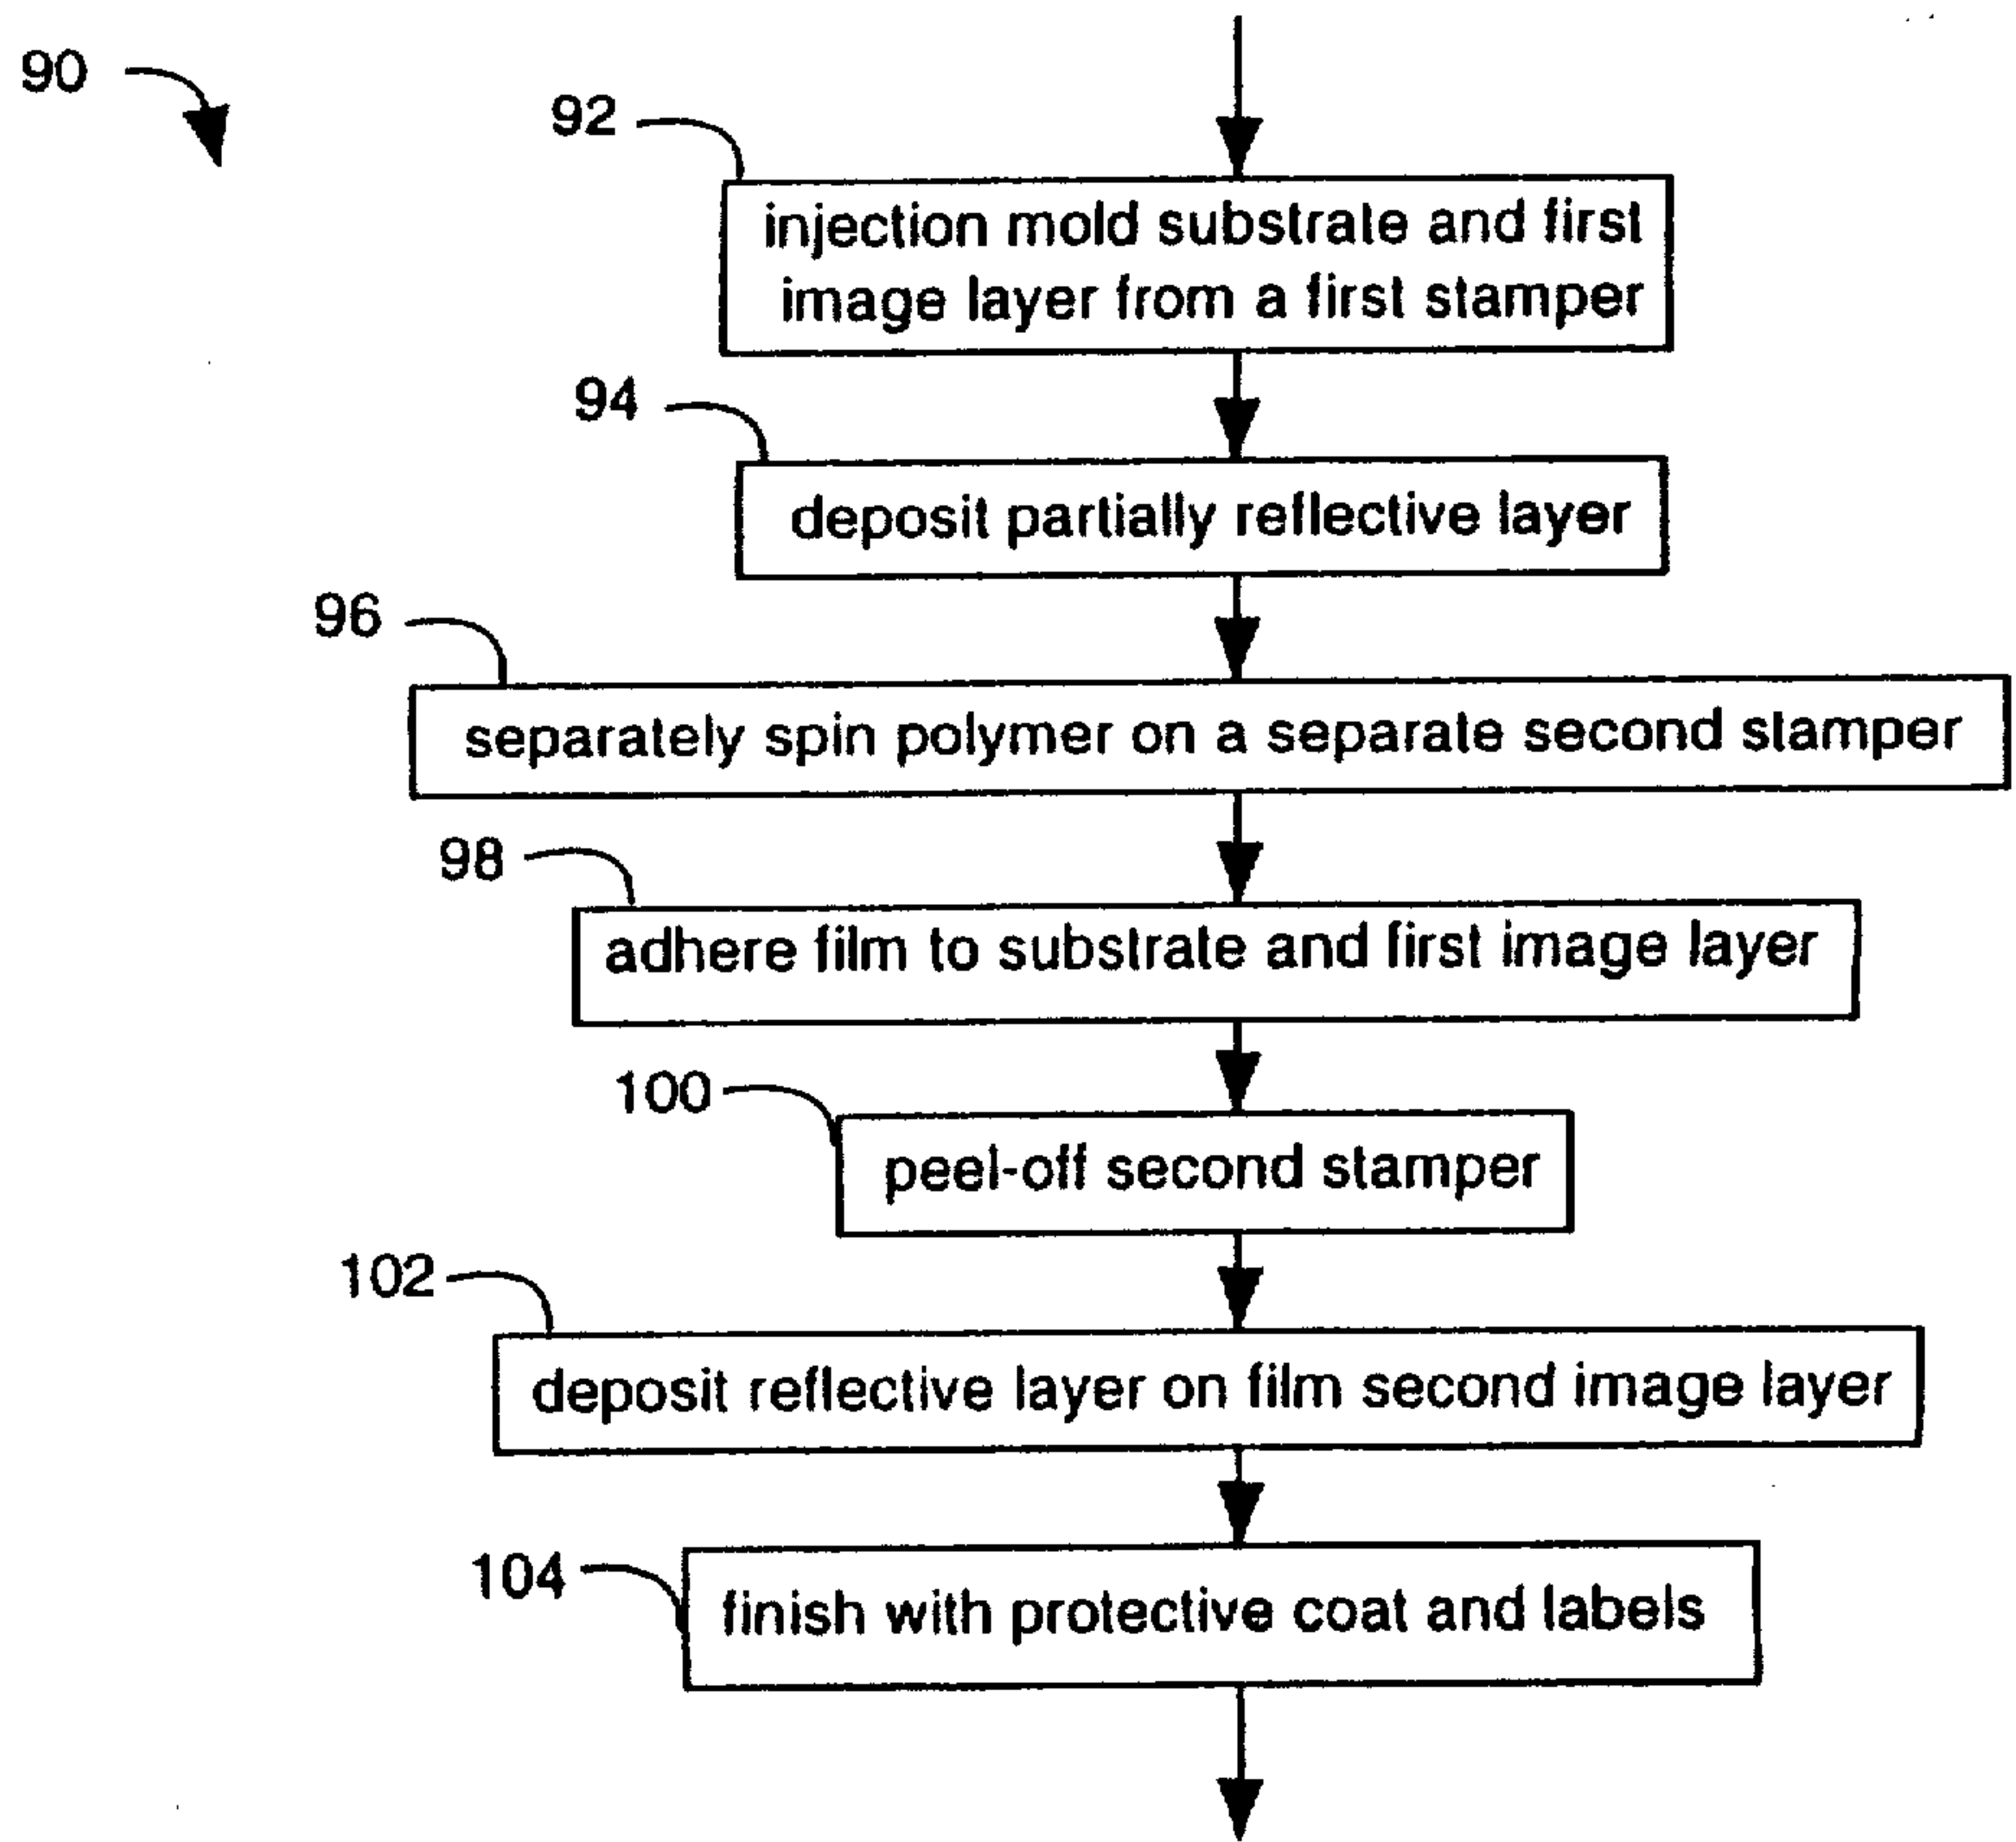 90
92
injection mold substrate and first
image layer from a first stamper
94
deposit partially reflective layer
96
separately spin polymer on a separate second stamper
98
adhere film to substrate and first image layer
100
peel-off second stamper
102
deposit reflective layer on film second image layer
104
finish with protective coat and labels